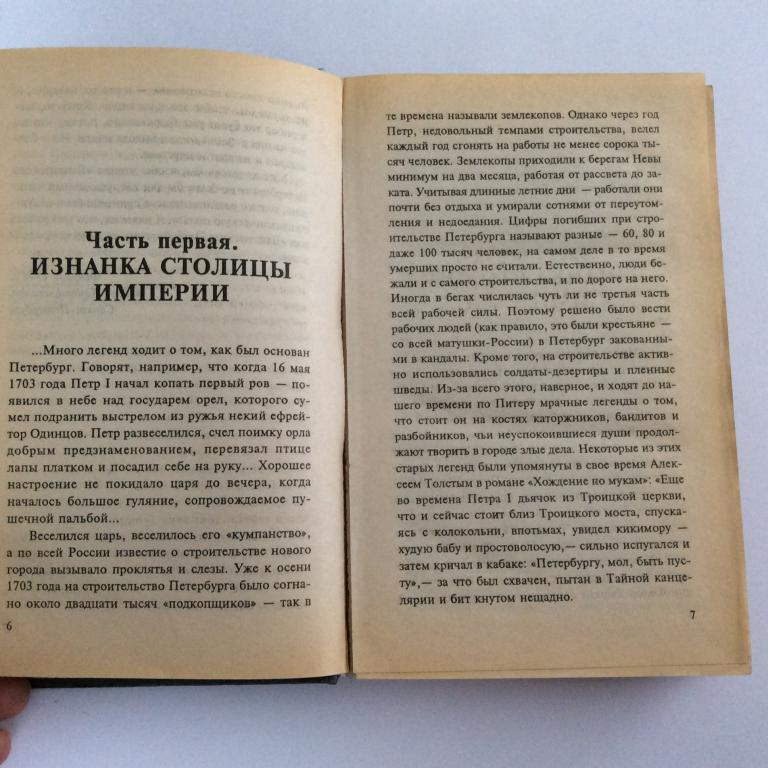 Часть первая.
ИЗНАНКА СТОЛИЦЫ
ИМПЕРИИ
...Много легенд ходит о том, как был основан
Петербург. Говорят, например, что когда 16 мая
1703 года Петр I начал копать первый ров — по-
явился в небе над государем орел, которого су-
мел подранить выстрелом из ружья некий ефрей-
тор Одинцов. Петр развеселился, счел поимку орла
добрым предзнаменованием, перевязал птице
лапы платком и посадил себе на руку... Хорошее
настроение не покидало царя до вечера, когда
началось большое гуляние, сопровождаемое пу-
шечной пальбой...
Веселился царь, веселилось его «кумпанство»,
а по всей России известие о строительстве нового
города вызывало проклятья и слезы. Уже к осени
1703 года на строительство Петербурга было согна-
но около двадцати тысяч «подкопщиков» — так в
6
те времена называли землекопов. Однако через год
Петр, недовольный темпами строительства, велел
каждый год сгонять на работы не менее сорока ты-
сяч человек. Землекопы приходили к берегам Невы
минимум на два месяца, работая от рассвета до за-
ката. Учитывая длинные летние дни — работали они
почти без отдыха и умирали сотнями от переутом-
ления и недоедания. Цифры погибших при стро-
ительстве Петербурга называют разные — 60, 80 и
даже 100 тысяч человек, на самом деле в то время
умерших просто не считали. Естественно, люди бе-
жали и с самого строительства, и по дороге на него.
Иногда в бегах числилась чуть ли не третья часть
всей рабочей силы. Поэтому решено было вести
рабочих людей (как правило, это были крестьяне —
со всей матушки-России) в Петербург закованны-
ми в кандалы. Кроме того, на строительстве актив-
но использовались солдаты-дезертиры и пленные
шведы. Из-за всего этого, наверное, и ходят до на-
шего времени по Питеру мрачные легенды о том,
что стоит он на костях каторжников, бандитов и
разбойников, чьи неуспокоившиеся души продол-
жают творить в городе злые дела. Некоторые из этих
старых легенд были упомянуты в свое время Алек-
сеем Толстым в романе «Хождение по мукам»: «Еще
во времена Петра I дьячок из Троицкой церкви,
что и сейчас стоит близ Троицкого моста, спуска-
ясь с колокольни, впотьмах, увидел кикимору —
худую бабу и простоволосую,— сильно испугался и
затем кричал в кабаке: «Петербургу, мол, быть пус-
ту»,— за что был схвачен, пытан в Тайной канце-
лярии и бит кнутом нещадно.
7